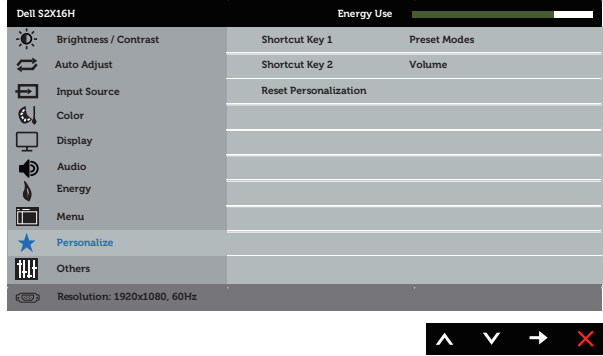 Dell S2X16H Energy Use
Brightness / Contrast Shortcut Key 1 Preset Modes
Auto Adjust Shortcut Key 2 Volume
Input Source Reset Personalization
Color
Display
Audio
Energy
Menu
Personalize
Others
Resolution: 1920x1080, 60Hz